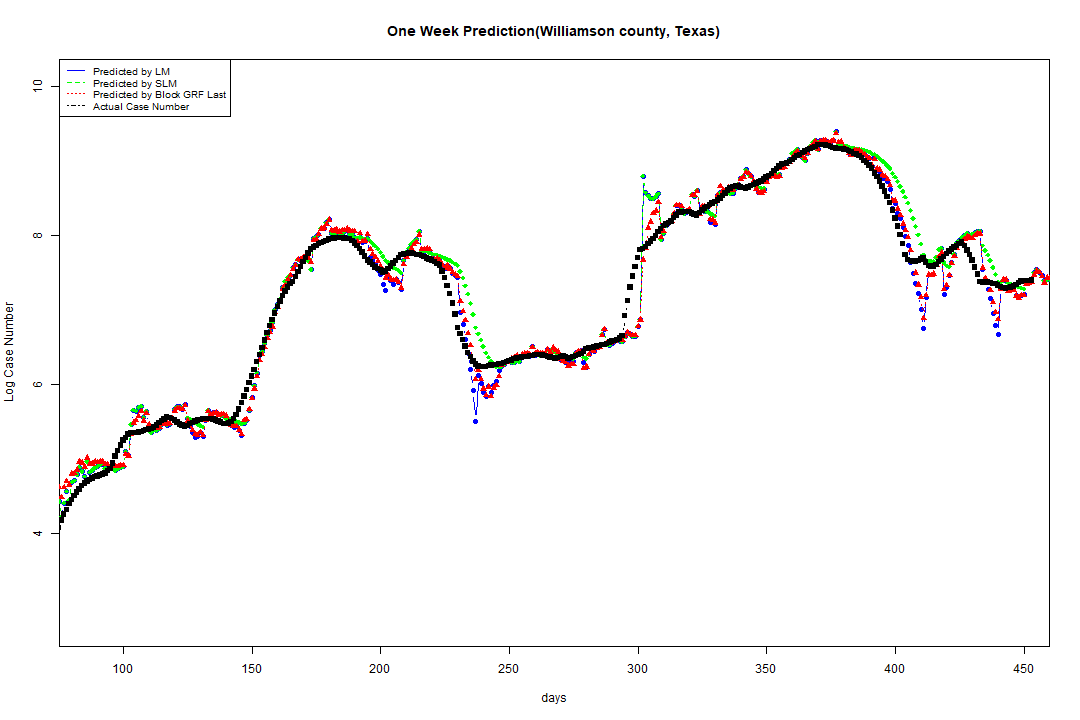 One Week Prediction(Williamson county, Texas)
Predicted by LM
Predicted by SLM
Predicted by Block GRF Last
Actual Case Number
Log Case Number
10
8
6
4
100 150 200 250 300 350 400 450
days